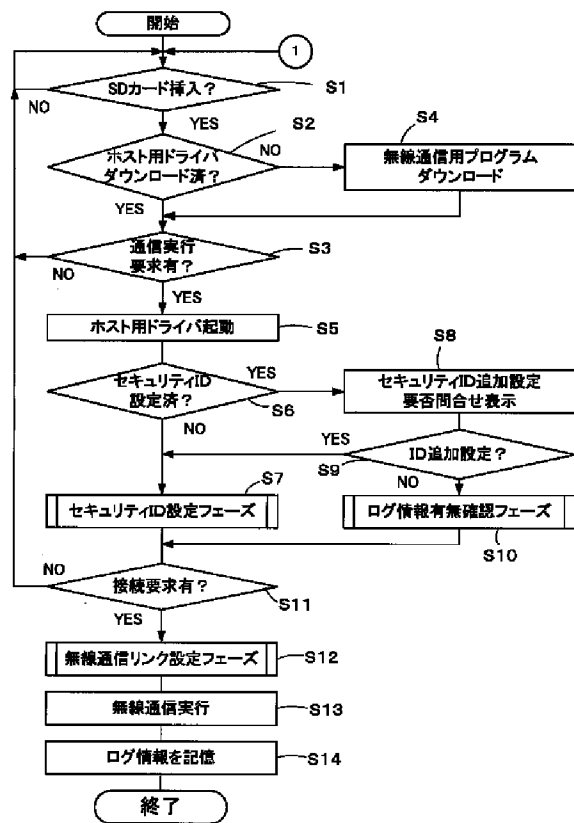 開始
1
SDカード挿入？
S1
NO
YES
S2
S4
ホスト用ドライバ
ダウンロード済？
NO
無線通信用プログラム
ダウンロード
YES
通信実行
要求有？
S3
NO
YES
ホスト用ドライバ起動
S5
S8
セキュリティID
設定済？
YES
S6
セキュリティID追加設定
要否問合せ表示
NO
YES
ID追加設定？
S9
NO
S7
セキュリティID設定フェーズ
ログ情報有無確認フェーズ
S10
NO
接続要求有？
S11
YES
無線通信リンク設定フェーズ
S12
無線通信実行
S13
ログ情報を記憶
S14
終了